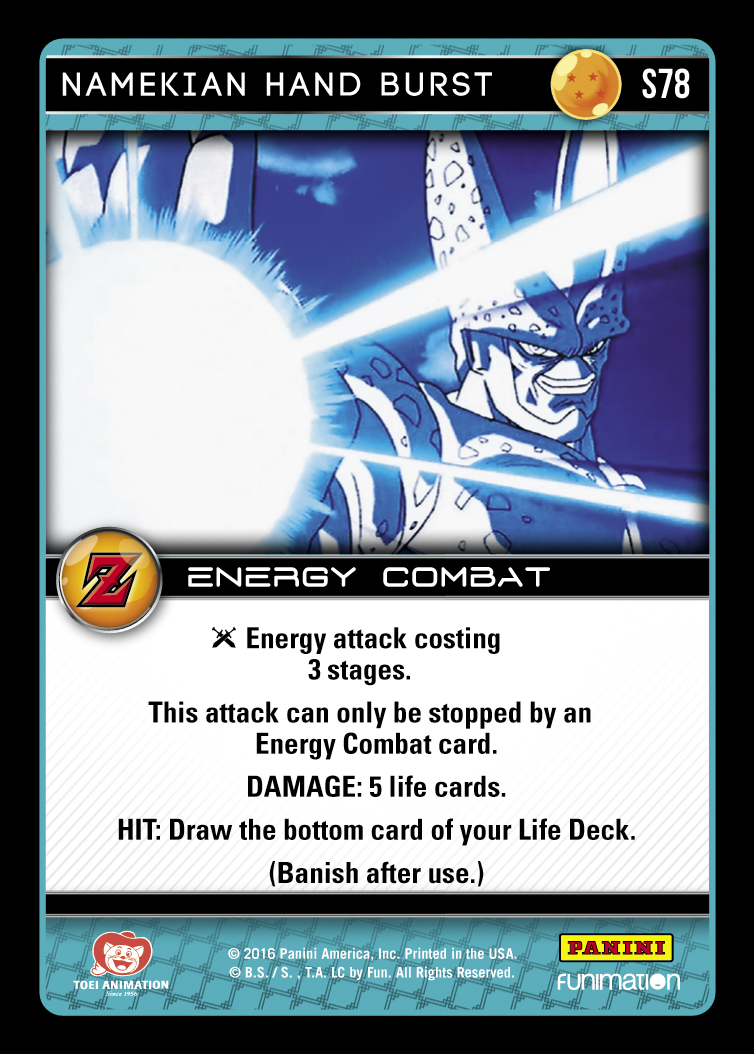 NAMEKIAN HAND BURST S78
Z ENERGY COMBAT
Energy attack costing
3 stages.
This attack can only be stopped by an
Energy Combat card.
DAMAGE: 5 life cards.
HIT: Draw the bottom card of your Life Deck.
(Banish after use.)
TOEI ANIMATION
Since 1956
© 2016 Panini America, Inc. Printed in the USA.
© B.S. / S. , T.A. LC by Fun. All Rights Reserved.
PANINI
FUNIMATION